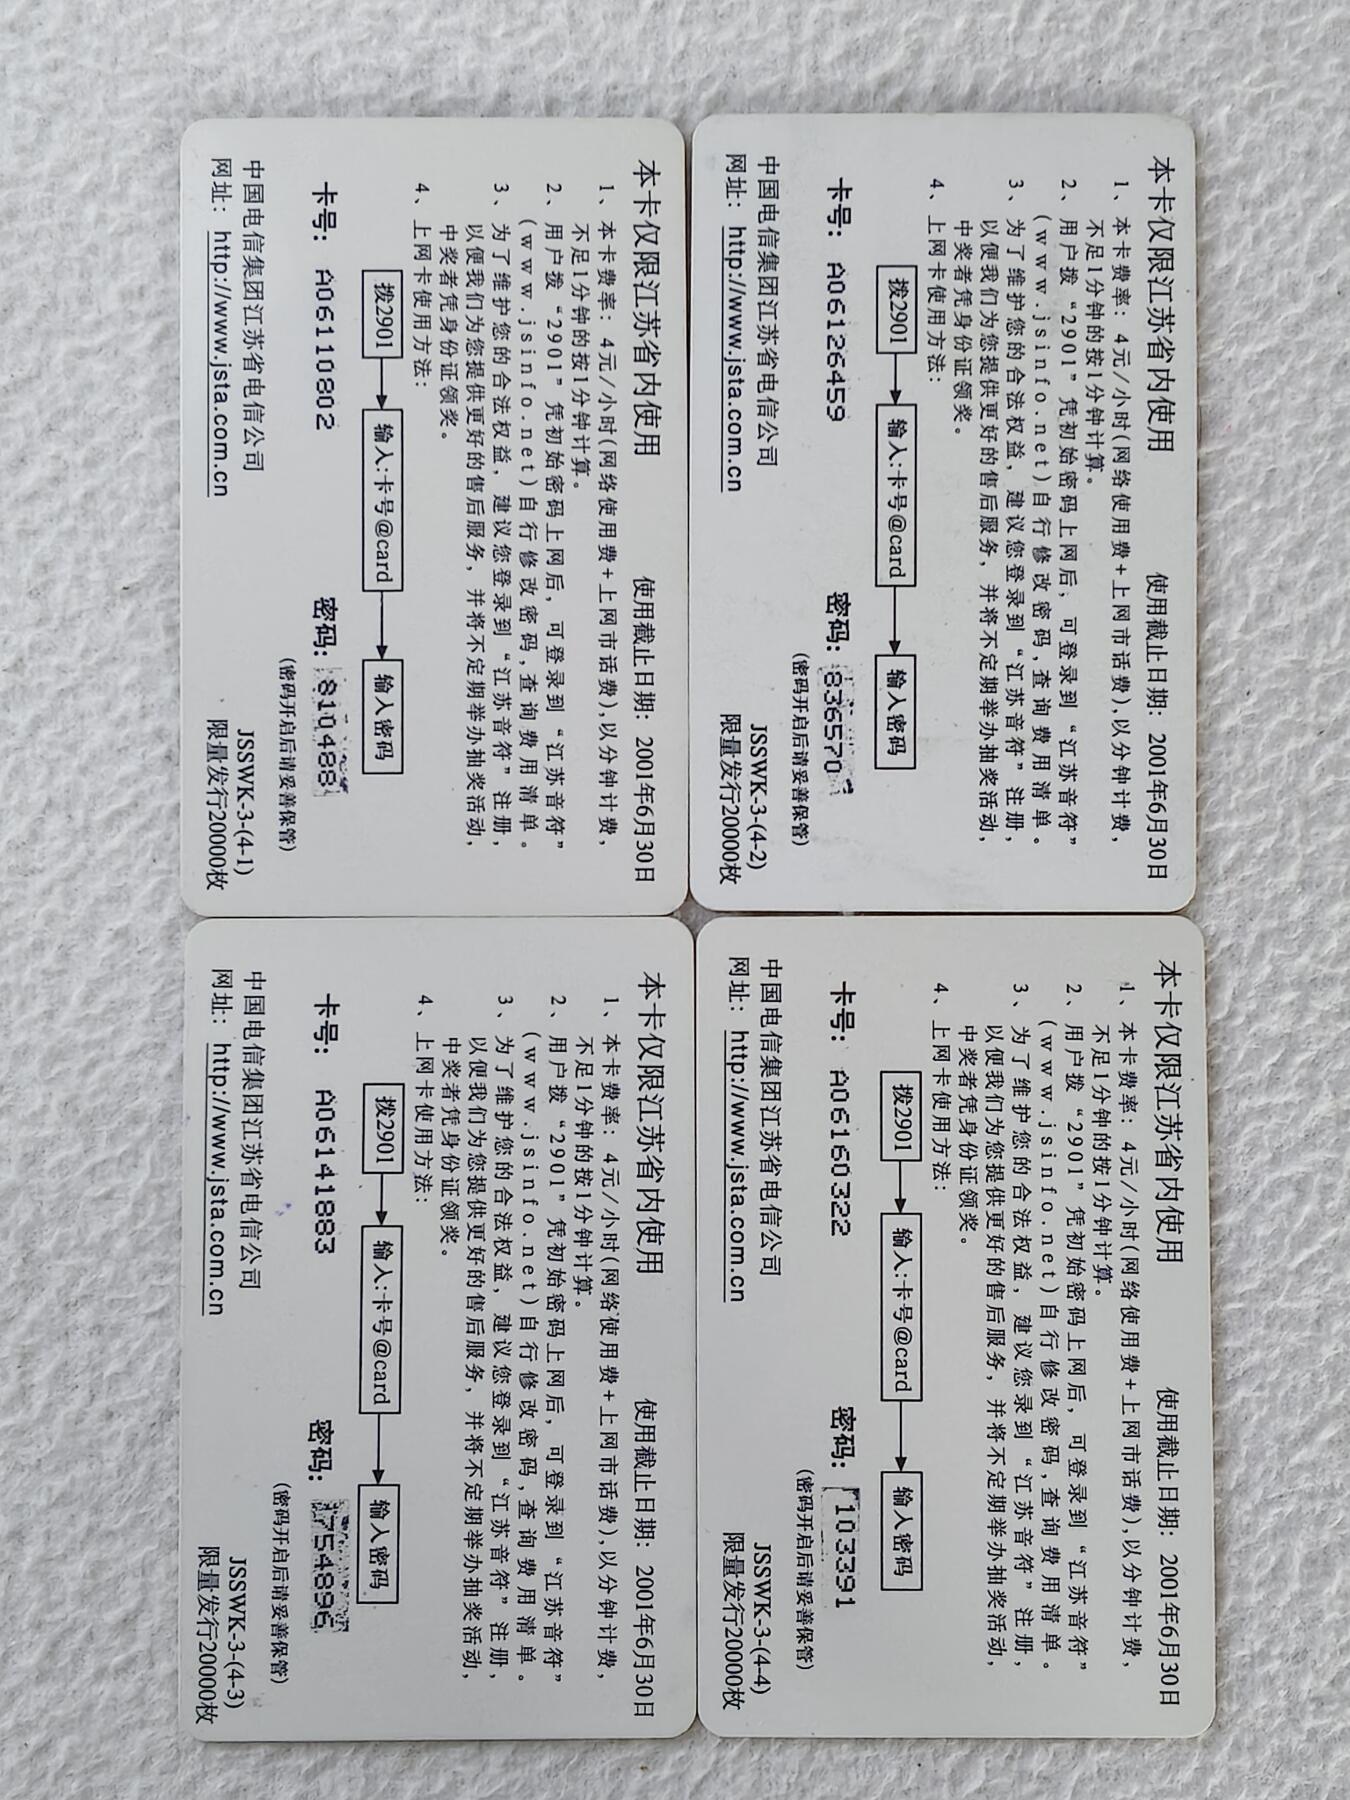 本卡仅限江苏省内使用 使用截止日期：2001年6月30日
1、本卡费率：4元/小时(网络使用费+上网市话费),以分钟计费，
不足1分钟的按1分钟计算。
2、用户拨“2901”凭初始密码上网后，可登录到“江苏音符”
(www.jsinfo.net)自行修改密码,查询费用清单。
3、为了维护您的合法权益，建议您登录到“江苏音符”注册，
以便我们为您提供更好的售后服务，并将不定期举办抽奖活动，
中奖者凭身份证领奖。
4、上网卡使用方法：
拨2901 输入:卡号@card 输入密码
卡号：A06110802 密码：810488
(密码开启后请妥善保管)
中国电信集团江苏省电信公司 JSSWK-3-(4-1)
网址：http://www.jsta.com.cn 限量发行20000枚
本卡仅限江苏省内使用 使用截止日期：2001年6月30日
1、本卡费率：4元/小时(网络使用费+上网市话费),以分钟计费，
不足1分钟的按1分钟计算。
2、用户拨“2901”凭初始密码上网后，可登录到“江苏音符”
(www.jsinfo.net)自行修改密码,查询费用清单。
3、为了维护您的合法权益，建议您登录到“江苏音符”注册，
以便我们为您提供更好的售后服务，并将不定期举办抽奖活动，
中奖者凭身份证领奖。
4、上网卡使用方法：
拨2901 输入:卡号@card 输入密码
卡号：A06126459 密码：836570
(密码开启后请妥善保管)
中国电信集团江苏省电信公司 JSSWK-3-(4-2)
网址：http://www.jsta.com.cn 限量发行20000枚
本卡仅限江苏省内使用 使用截止日期：2001年6月30日
1、本卡费率：4元/小时(网络使用费+上网市话费),以分钟计费，
不足1分钟的按1分钟计算。
2、用户拨“2901”凭初始密码上网后，可登录到“江苏音符”
(www.jsinfo.net)自行修改密码,查询费用清单。
3、为了维护您的合法权益，建议您登录到“江苏音符”注册，
以便我们为您提供更好的售后服务，并将不定期举办抽奖活动，
中奖者凭身份证领奖。
4、上网卡使用方法：
拨2901 输入:卡号@card 输入密码
卡号：A06141883 密码：754896
(密码开启后请妥善保管)
中国电信集团江苏省电信公司 JSSWK-3-(4-3)
网址：http://www.jsta.com.cn 限量发行20000枚
本卡仅限江苏省内使用 使用截止日期：2001年6月30日
1、本卡费率：4元/小时(网络使用费+上网市话费),以分钟计费，
不足1分钟的按1分钟计算。
2、用户拨“2901”凭初始密码上网后，可登录到“江苏音符”
(www.jsinfo.net)自行修改密码,查询费用清单。
3、为了维护您的合法权益，建议您登录到“江苏音符”注册，
以便我们为您提供更好的售后服务，并将不定期举办抽奖活动，
中奖者凭身份证领奖。
4、上网卡使用方法：
拨2901 输入:卡号@card 输入密码
卡号：A06160322 密码：103391
(密码开启后请妥善保管)
中国电信集团江苏省电信公司 JSSWK-3-(4-4)
网址：http://www.jsta.com.cn 限量发行20000枚